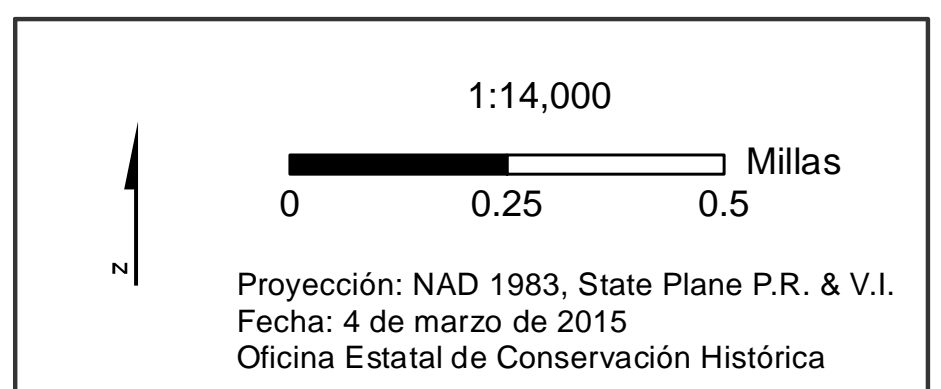 1:14,000
Millas
0 0.25 0.5
N
Proyección: NAD 1983, State Plane P.R. & V.I.
Fecha: 4 de marzo de 2015
Oficina Estatal de Conservación Histórica